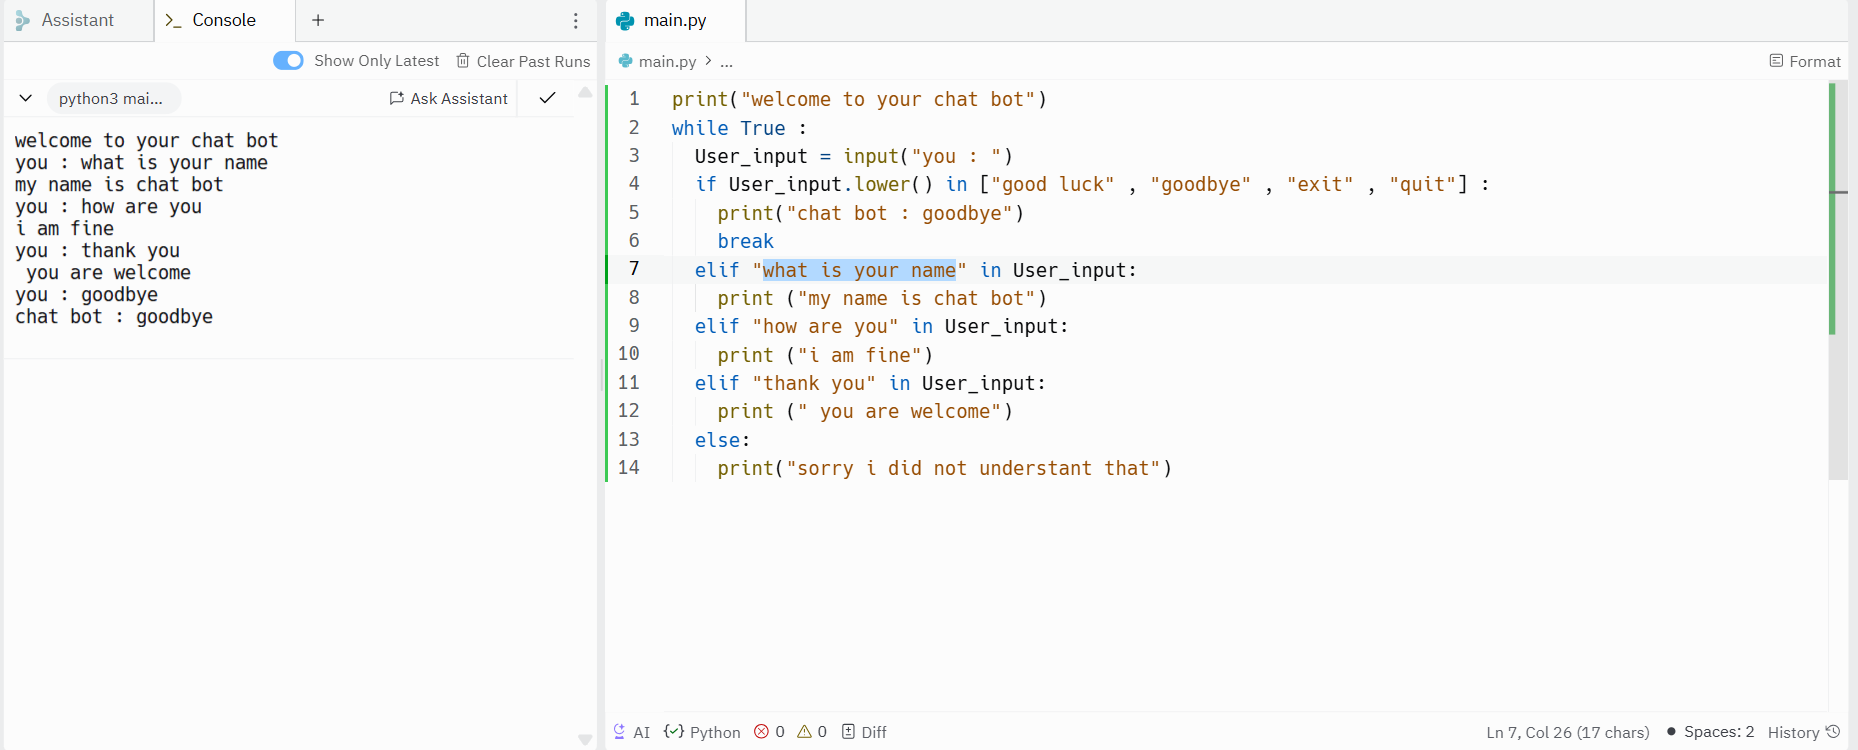 Assistant
Console
Show Only Latest
Clear Past Runs
python3 mai...
Ask Assistant
welcome to your chat bot
you : what is your name
my name is chat bot
you : how are you
i am fine
you : thank you
 you are welcome
you : goodbye
chat bot : goodbye
main.py
main.py > ...
Format
1 print("welcome to your chat bot")
2 while True :
3   User_input = input("you : ")
4   if User_input.lower() in ["good luck" , "goodbye" , "exit" , "quit"] :
5     print("chat bot : goodbye")
6     break
7   elif "what is your name" in User_input:
8     print ("my name is chat bot")
9   elif "how are you" in User_input:
10     print ("i am fine")
11   elif "thank you" in User_input:
12     print (" you are welcome")
13   else:
14     print("sorry i did not understant that")
AI Python 0 0 Diff Ln 7, Col 26 (17 chars) Spaces: 2 History